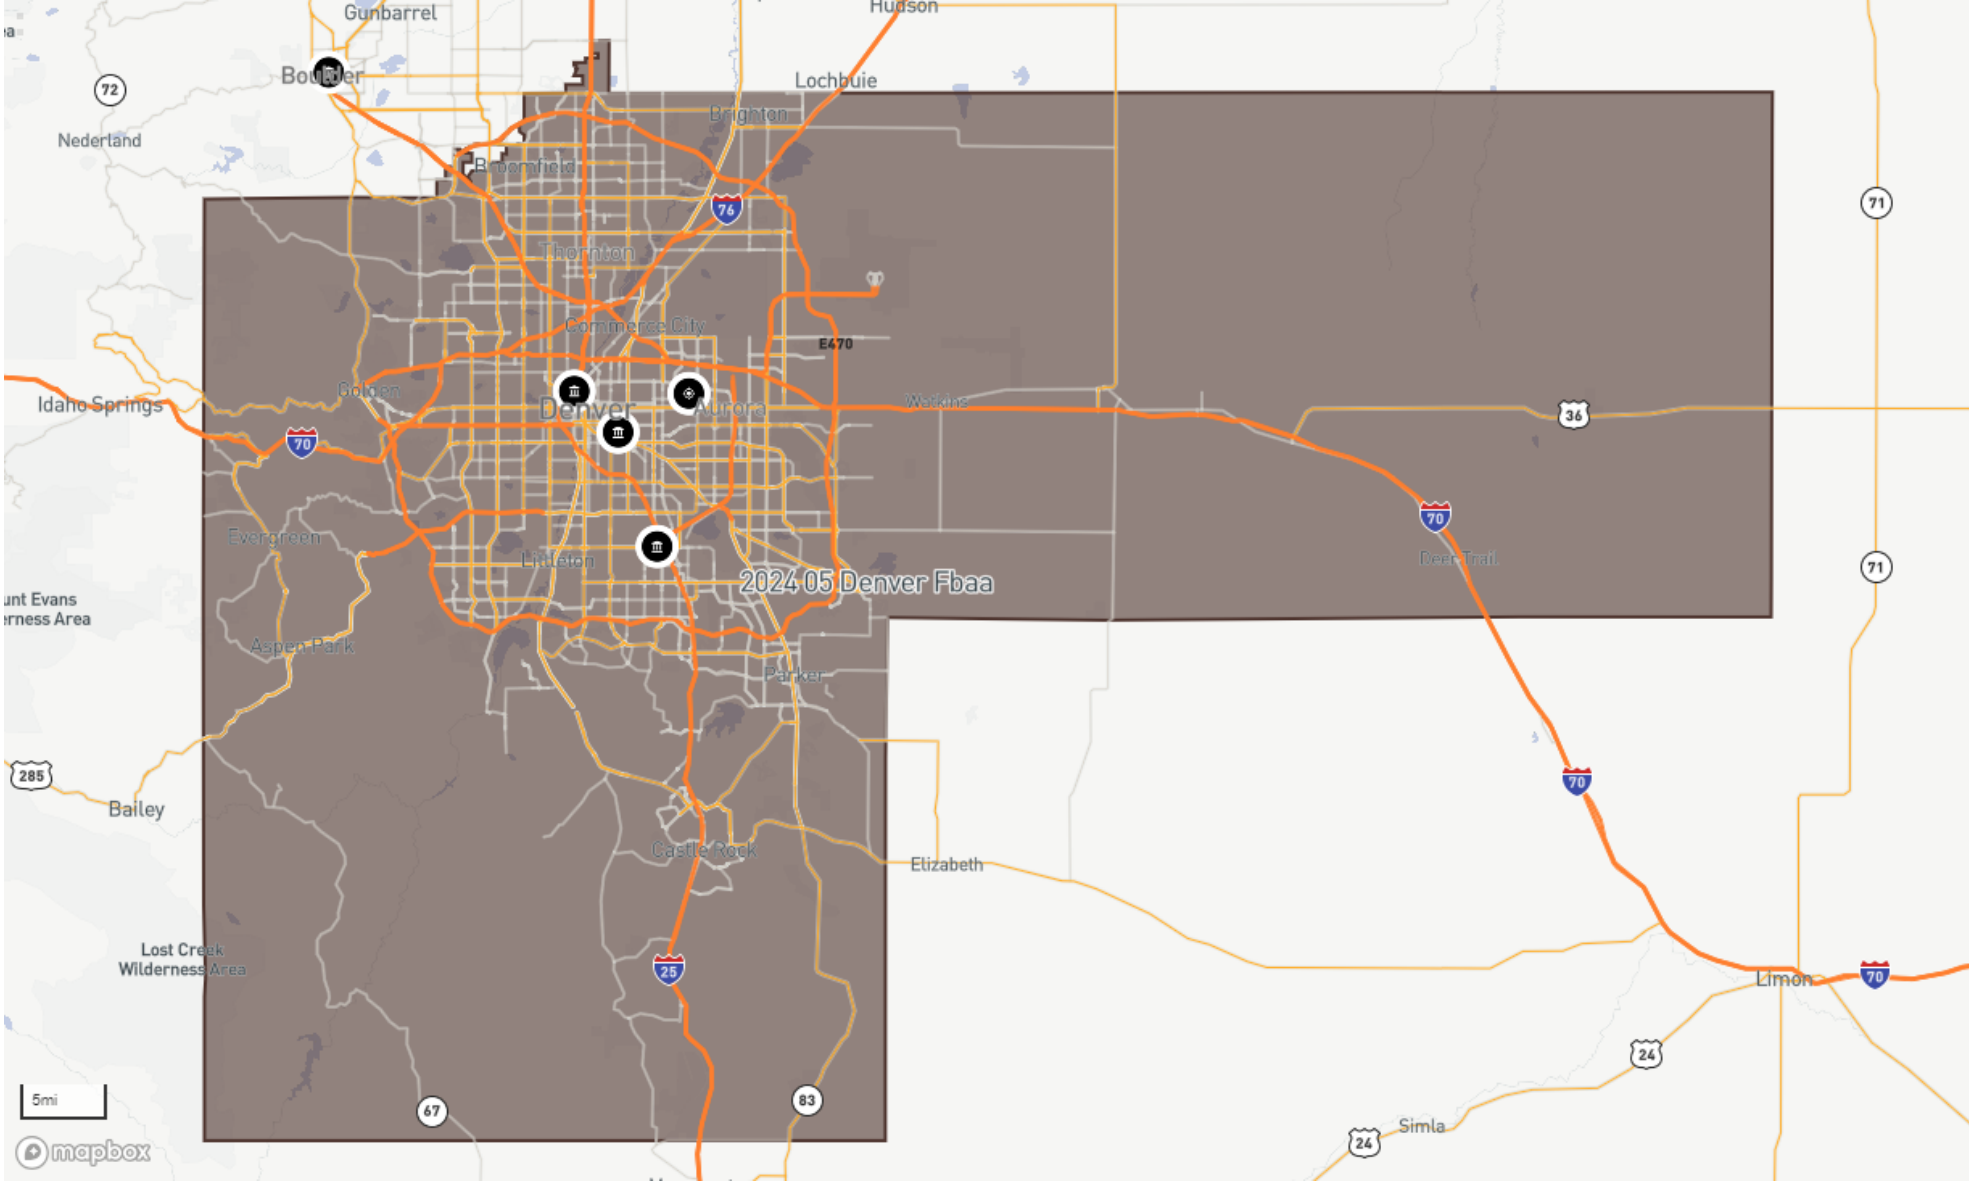 Gunbarrel
Hudson
Boulder
Lochbuie
72
Brighton
Nederland
Broomfield
76
71
Thornton
Commerce City
E470
Golden
Idaho Springs
Denver
Aurora
Watkins
36
70
70
Evergreen
Littleton
Deer Trail
71
2024 05 Denver Fbaa
unt Evans
erness Area
Aspen Park
Parker
285
70
Bailey
Castle Rock
Elizabeth
Lost Creek
Wilderness Area
25
Limon
70
24
5mi
67
83
Simla
24
mapbox